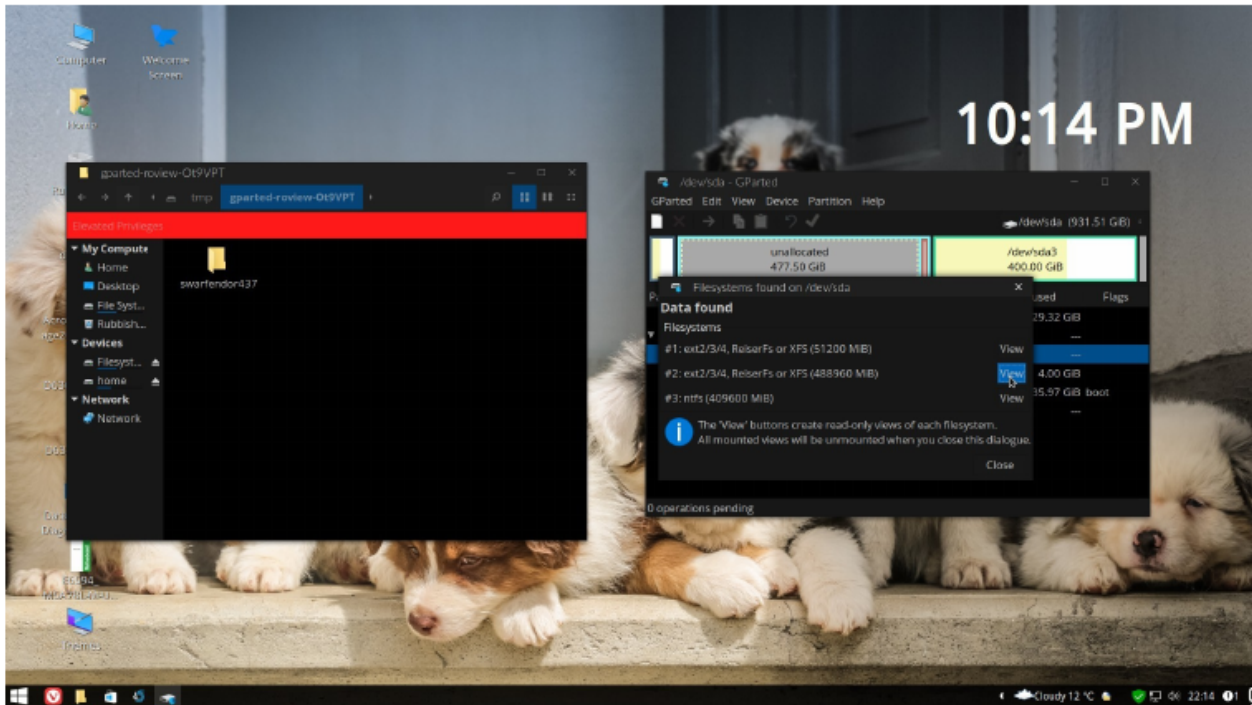 Computer
Welcome
Screen
Home
10:14 PM
gparted-roview-Ot9VPT
tmp gparted-roview-Ot9VPT
Elevated Privileges
My Compute
Home
Desktop
File Syst...
Rubbish...
Devices
Filesyst...
home
Network
Network
swarfendor437
/dev/sda - GParted
GParted Edit View Device Partition Help
/dev/sda (931.51 GiB)
unallocated
477.50 GiB
/dev/sda3
400.00 GiB
used Flags
29.32 GiB
---
---
4.00 GiB
35.97 GiB boot
---
Filesystems found on /dev/sda
Data found
Filesystems
#1: ext2/3/4, ReiserFs or XFS (51200 MiB) View
#2: ext2/3/4, ReiserFs or XFS (488960 MiB) View
#3: ntfs (409600 MiB) View
The 'View' buttons create read-only views of each filesystem.
All mounted views will be unmounted when you close this dialogue.
Close
0 operations pending
Themes
Cloudy 12 °C 22:14 1